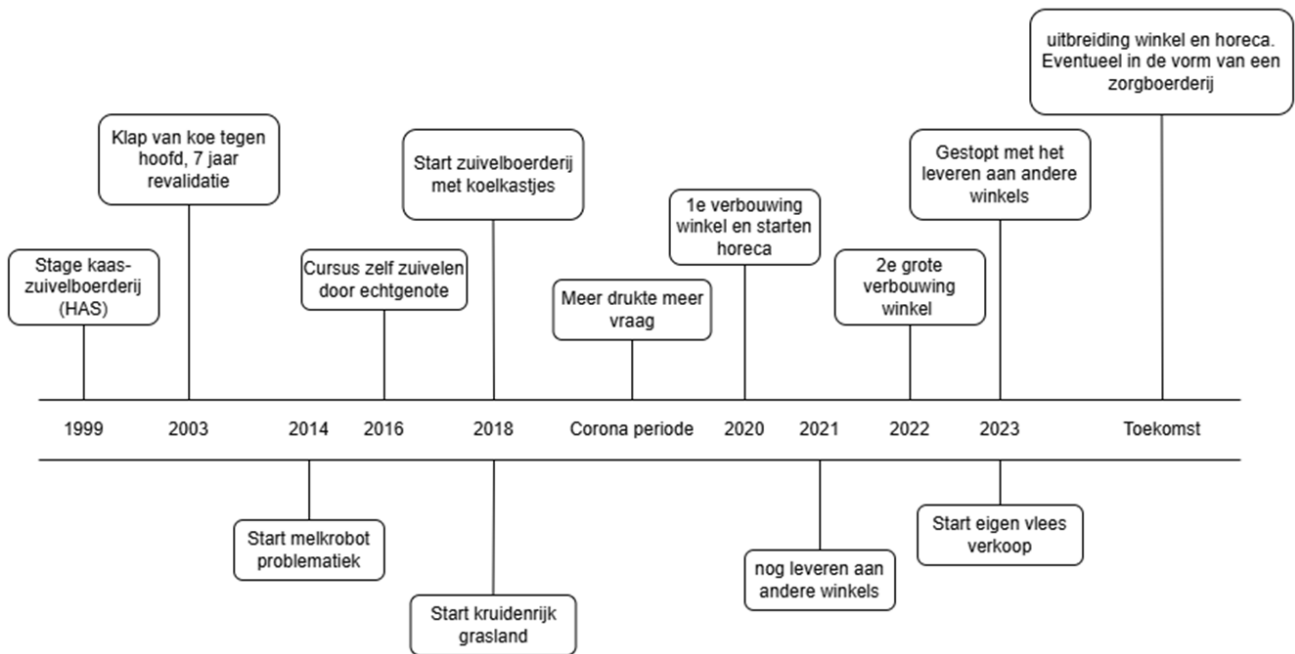 uitbreiding winkel en horeca.
Eventueel in de vorm van een
zorgboerderij
Klap van koe tegen
hoofd, 7 jaar
revalidatie
Start zuivelboerderij
met koelkastjes
Gestopt met het
leveren aan andere
winkels
1e verbouwing
winkel en starten
horeca
Stage kaas-
zuivelboerderij
(HAS)
Cursus zelf zuivelen
door echtgenote
2e grote
verbouwing
winkel
Meer drukte meer
vraag
1999 2003 2014 2016 2018 Corona periode 2020 2021 2022 2023 Toekomst
Start melkrobot
problematiek
Start eigen vlees
verkoop
nog leveren aan
andere winkels
Start kruidenrijk
grasland